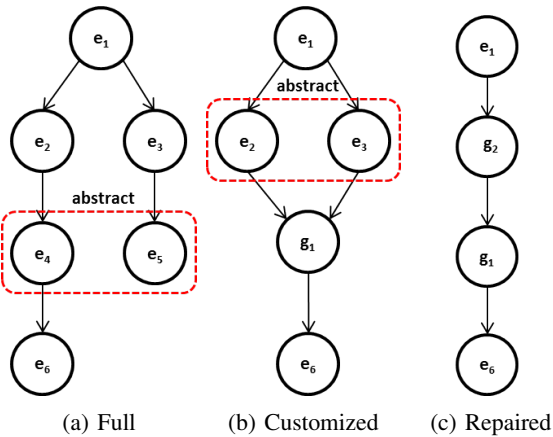 e₁
e₂ e₃
abstract
e₄ e₅
e₆
(a) Full
e₁
abstract
e₂ e₃
g₁
e₆
(b) Customized
e₁
g₂
g₁
e₆
(c) Repaired